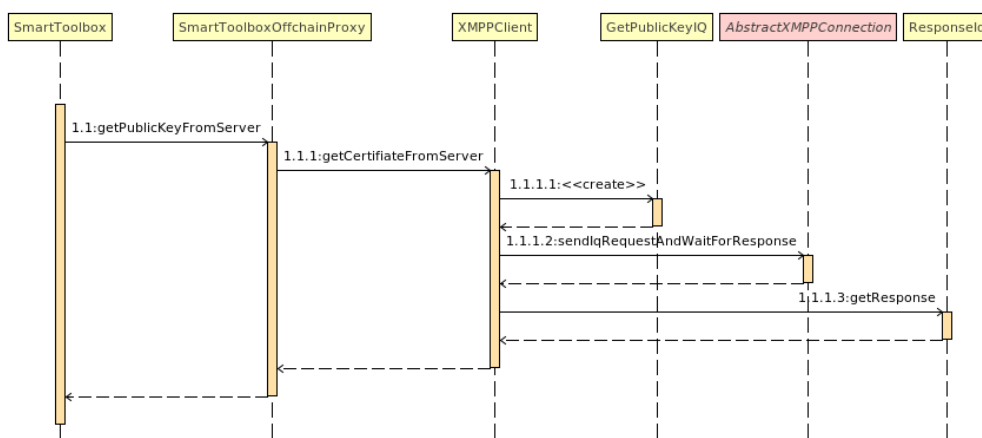 SmartToolbox
SmartToolboxOffchainProxy
XMPPClient
GetPublicKeyIQ
AbstractXMPPConnection
1.1:getPublicKeyFromServer
1.1.1:getCertifiateFromServer
1.1.1.1:<<create>>
1.1.1.2:sendIqRequestAndWaitForResponse
1.1.1.3:getResponse